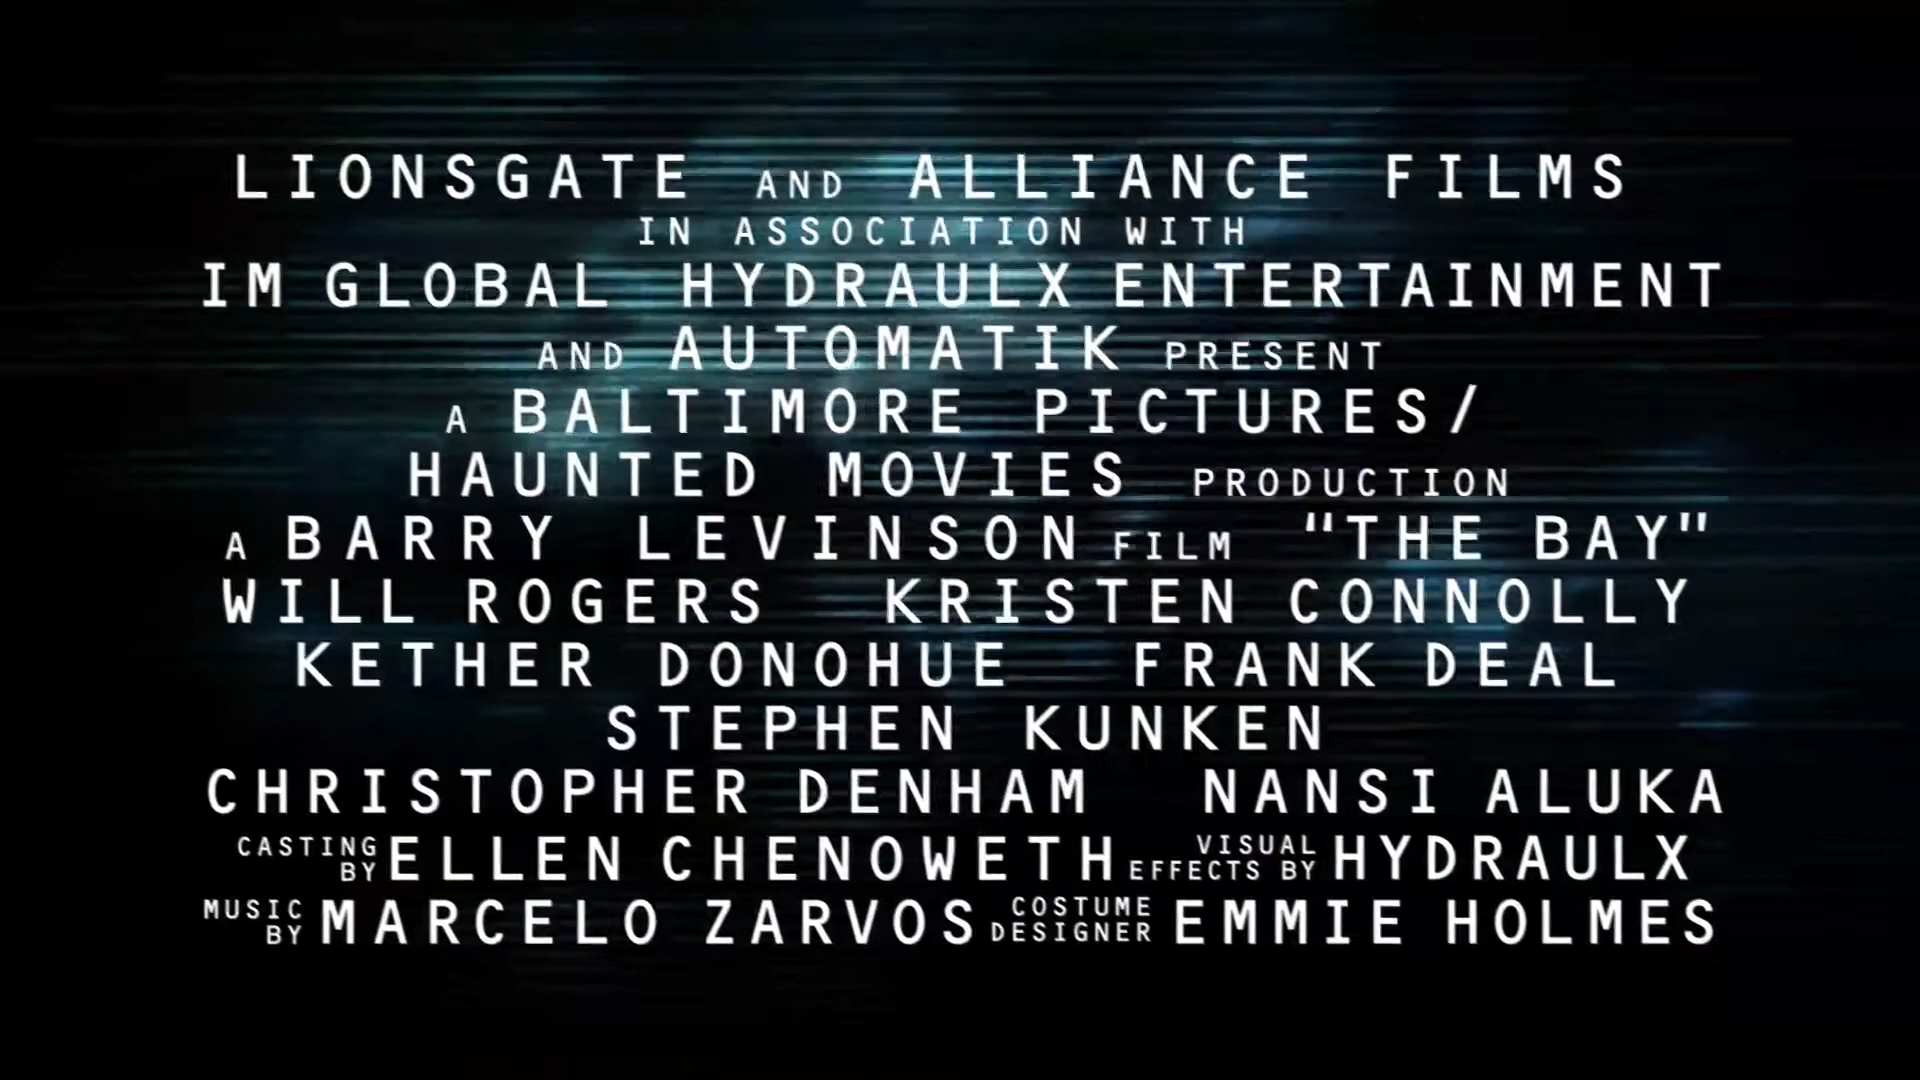 LIONSGATE AND ALLIANCE FILMS
IN ASSOCIATION WITH
IM GLOBAL HYDRAULX ENTERTAINMENT
AND AUTOMATIK PRESENT
A BALTIMORE PICTURES/
HAUNTED MOVIES PRODUCTION
A BARRY LEVINSON FILM "THE BAY"
WILL ROGERS KRISTEN CONNOLLY
KETHER DONOHUE FRANK DEAL
STEPHEN KUNKEN
CHRISTOPHER DENHAM NANSI ALUKA
CASTING BY ELLEN CHENOWETH VISUAL EFFECTS BY HYDRAULX
MUSIC BY MARCELO ZARVOS COSTUME DESIGNER EMMIE HOLMES